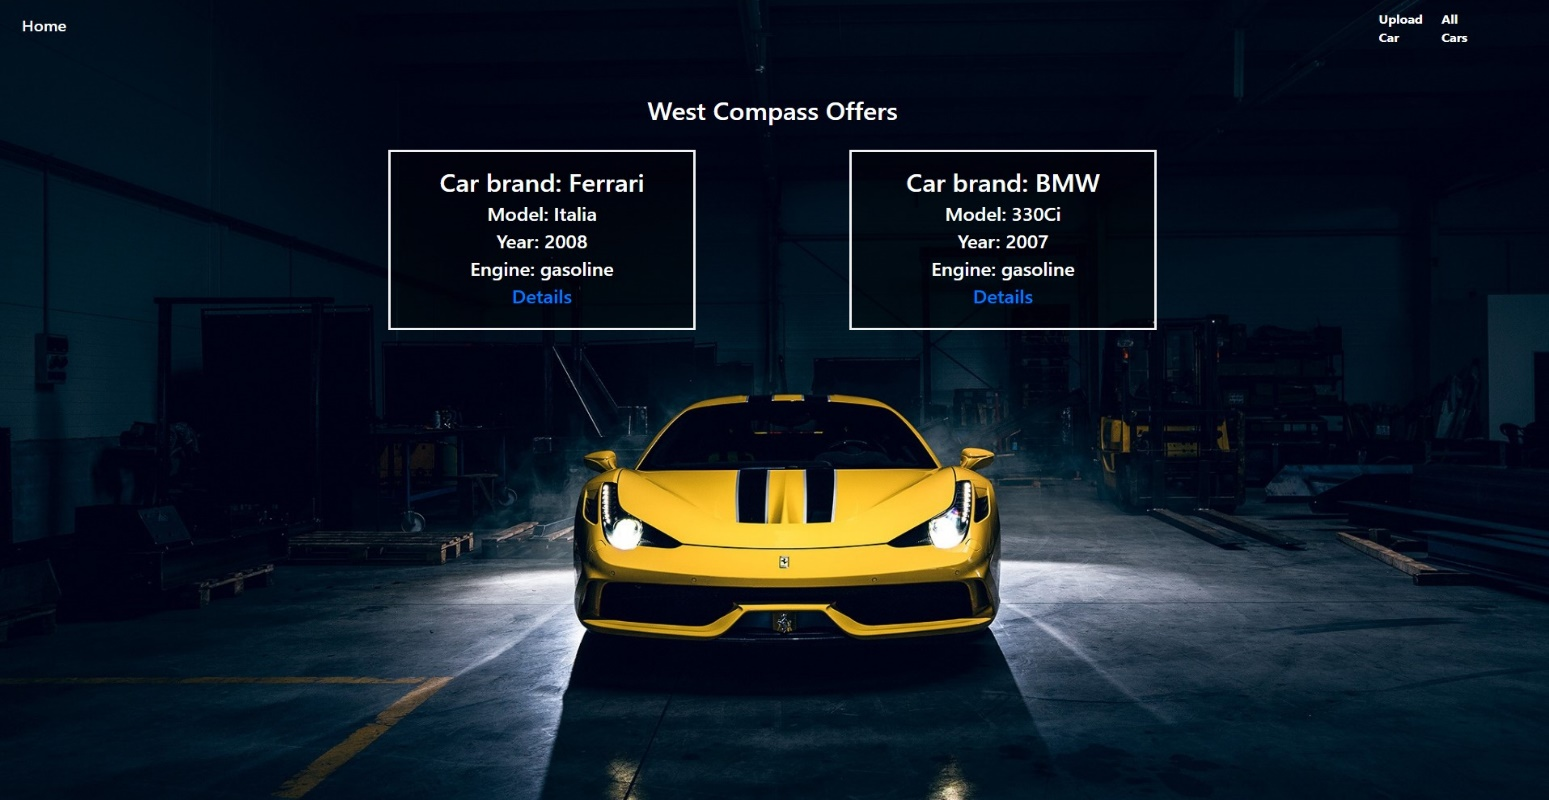 Home
Upload Car
All Cars
West Compass Offers
Car brand: Ferrari
Model: Italia
Year: 2008
Engine: gasoline
Details
Car brand: BMW
Model: 330Ci
Year: 2007
Engine: gasoline
Details